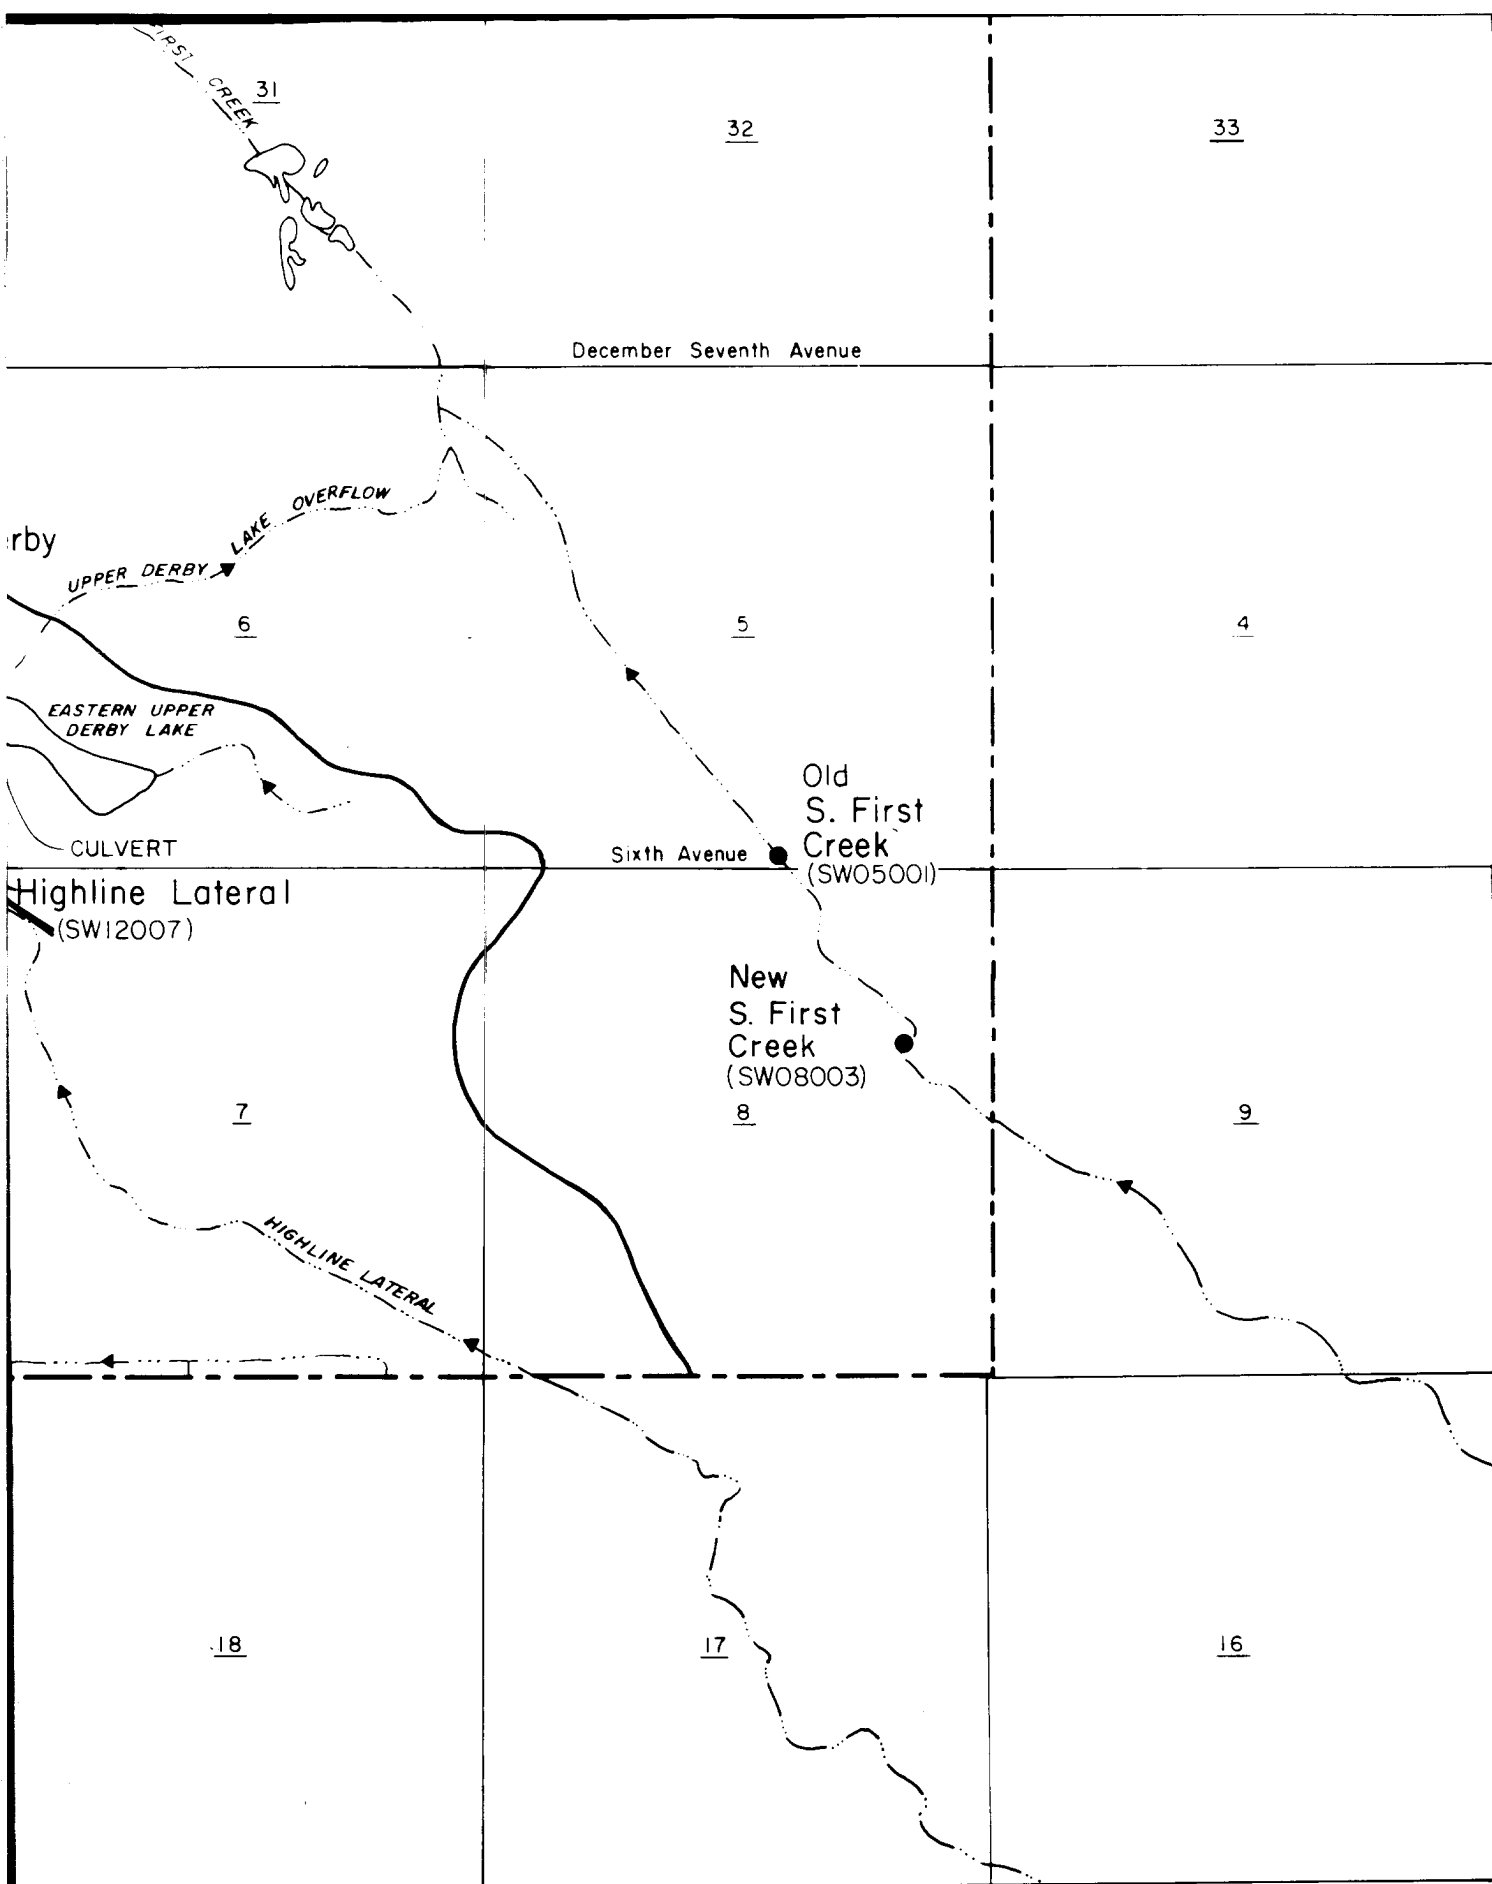 FIRST CREEK
31
32
33
December Seventh Avenue
UPPER DERBY LAKE OVERFLOW
rby
6
5
4
EASTERN UPPER
DERBY LAKE
Old
S. First
Creek
(SW05001)
CULVERT
Sixth Avenue
Highline Lateral
(SW12007)
New
S. First
Creek
(SW08003)
7
8
9
HIGHLINE LATERAL
18
17
16